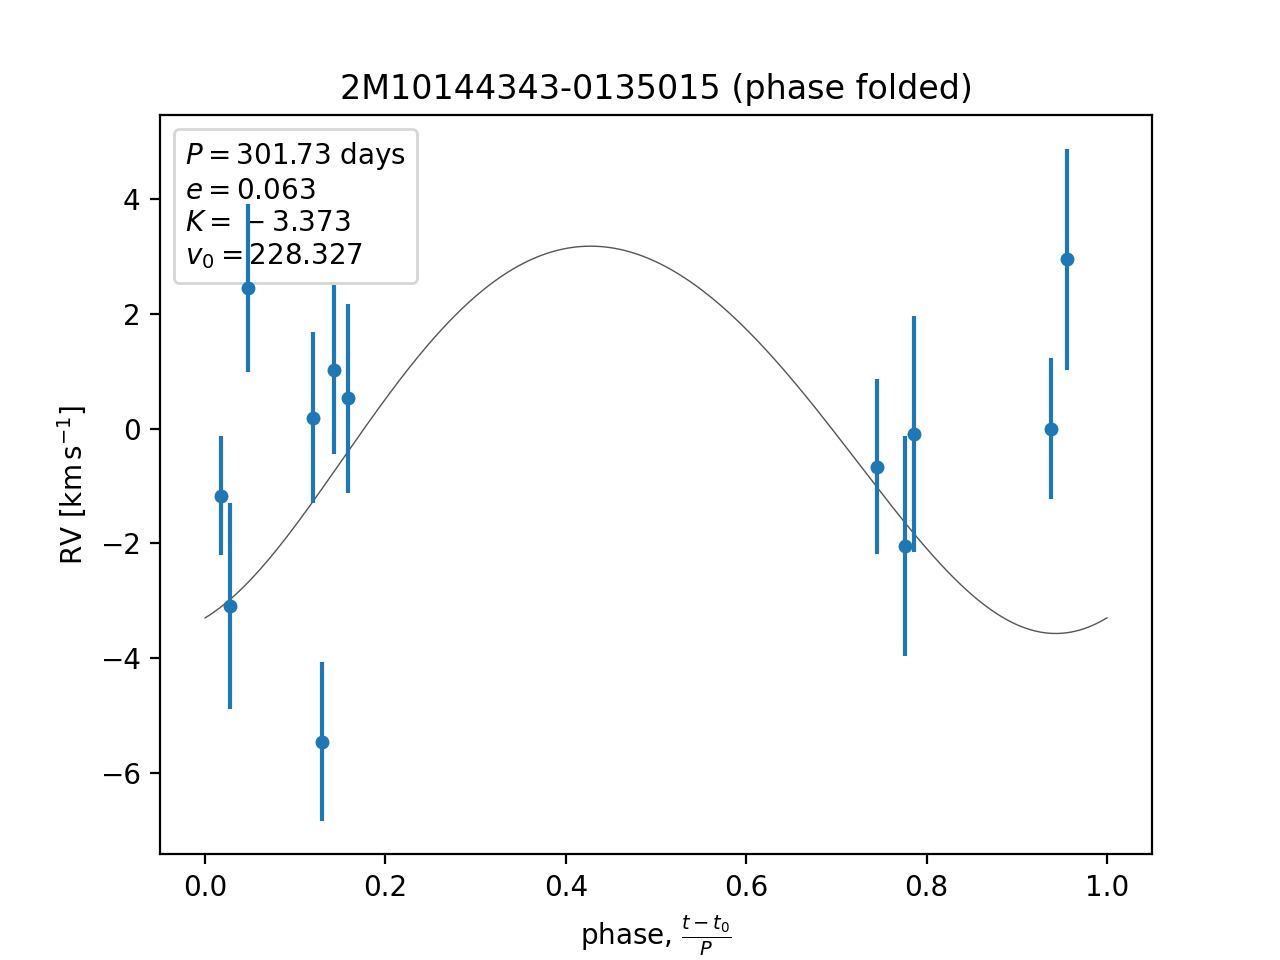 2M10144343-0135015 (phase folded)
P = 301.73 days
e = 0.063
K = −3.373
v₀ = 228.327
RV [km s⁻¹]
4
2
0
−2
−4
−6
0.0 0.2 0.4 0.6 0.8 1.0
phase, (t − t₀)/P